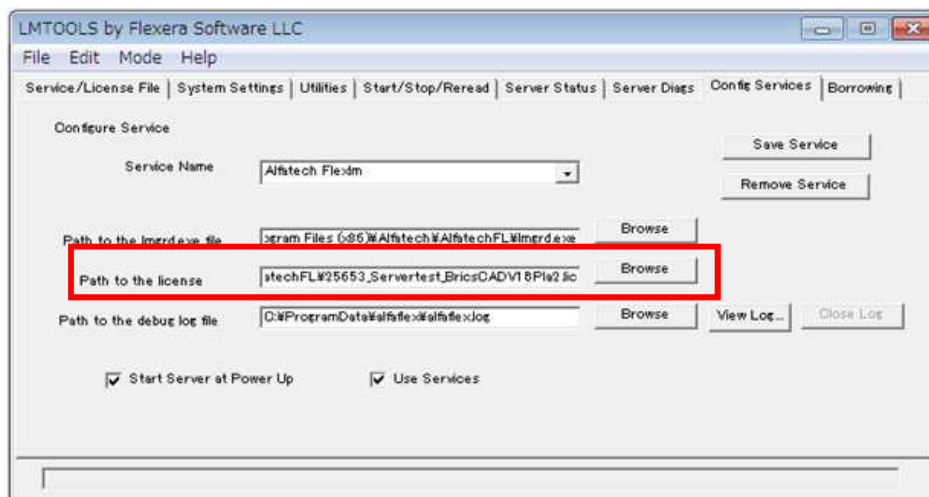 LMTOOLS by Flexera Software LLC
File Edit Mode Help
Service/License File System Settings Utilities Start/Stop/Reread Server Status Server Diags Config Services Borrowing
Configure Service
Save Service
Service Name Alfatech Flexlm
Remove Service
Path to the lmgrd.exe file ogram Files (x86)¥Alfatech¥AlfatechFL¥lmgrd.exe Browse
Path to the license atechFL¥25653_Servertest_BricsCADV18Pla2.lic Browse
Path to the debug log file C:¥ProgramData¥alfaflex¥alfaflex.log Browse View Log... Close Log
Start Server at Power Up Use Services